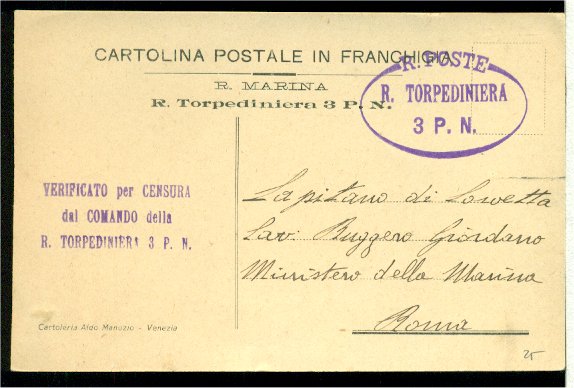 CARTOLINA POSTALE IN FRANCHIGIA
R. MARINA
R. Torpediniera 3 P. N.
R. POSTE
R. TORPEDINIERA
3 P. N.
VERIFICATO per CENSURA
dal COMANDO della
R. TORPEDINIERA 3 P. N.
Capitano di Corvetta
Cav. Ruggero Giordano
Ministero della Marina
Roma
Cartoleria Aldo Manuzio - Venezia
25